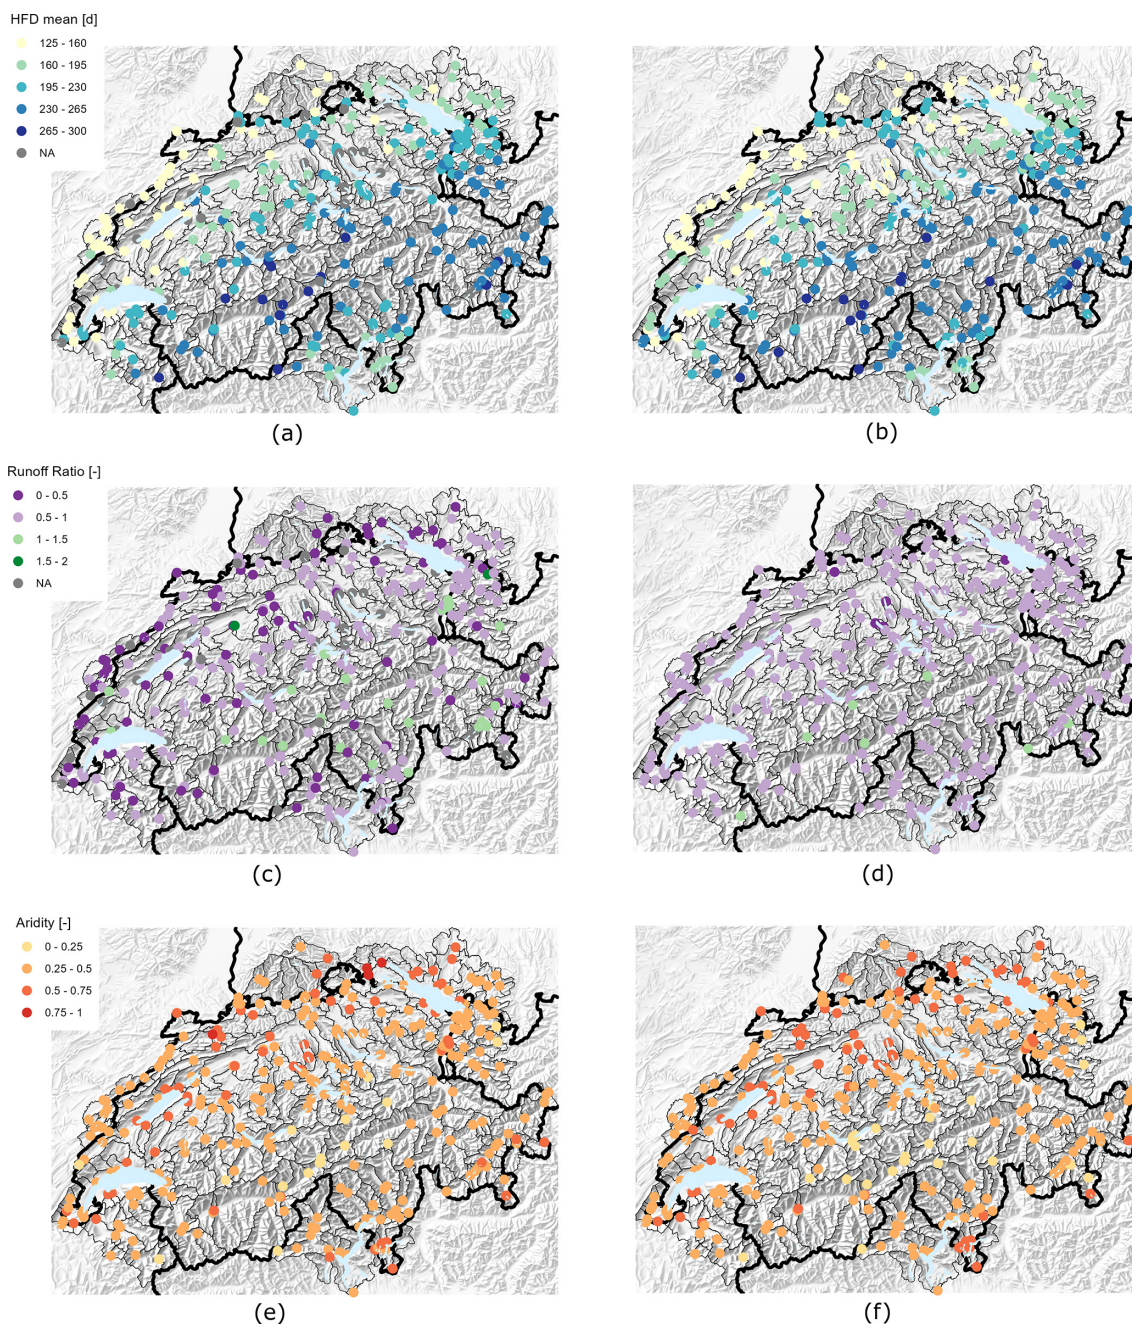 HFD mean [d]
125 - 160
160 - 195
195 - 230
230 - 265
265 - 300
NA
(a)
(b)
Runoff Ratio [-]
0 - 0.5
0.5 - 1
1 - 1.5
1.5 - 2
NA
(c)
(d)
Aridity [-]
0 - 0.25
0.25 - 0.5
0.5 - 0.75
0.75 - 1
(e)
(f)